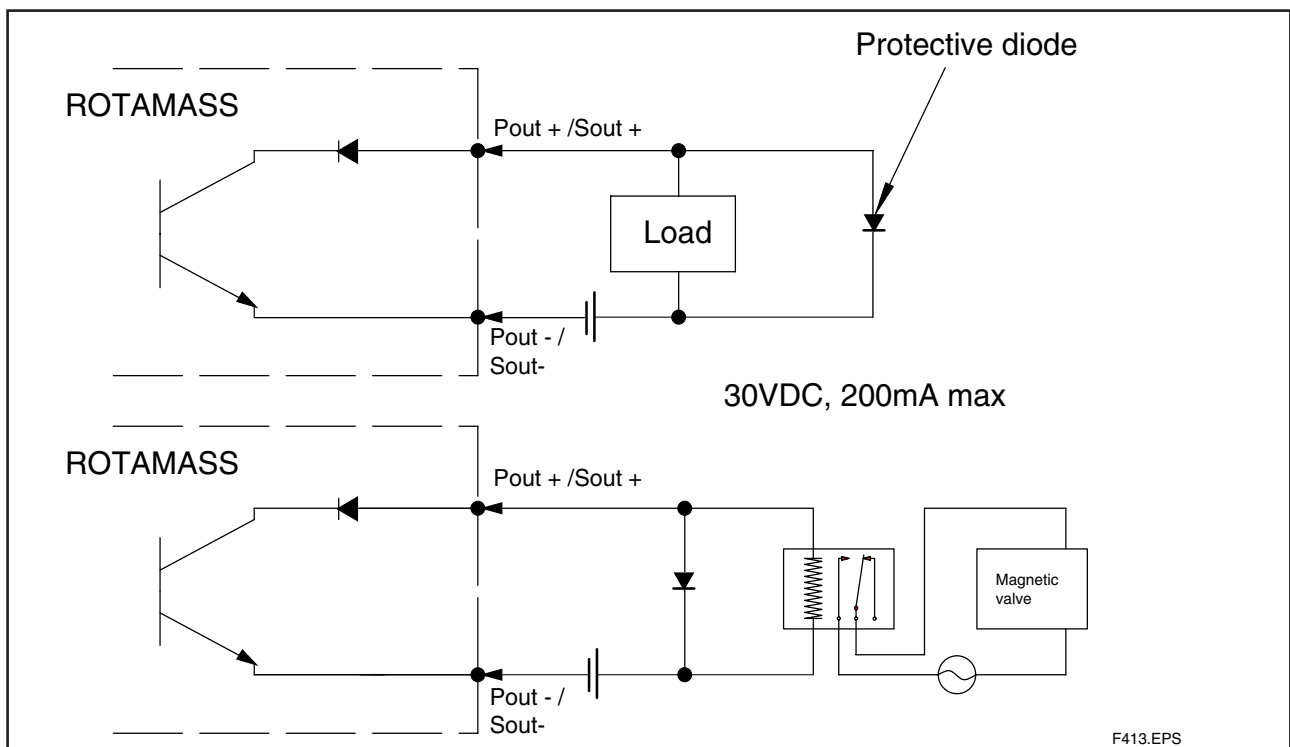 Protective diode
ROTAMASS
Pout + /Sout +
Load
Pout - /
Sout-
30VDC, 200mA max
ROTAMASS
Pout + /Sout +
Magnetic
valve
Pout - /
Sout-
F413.EPS